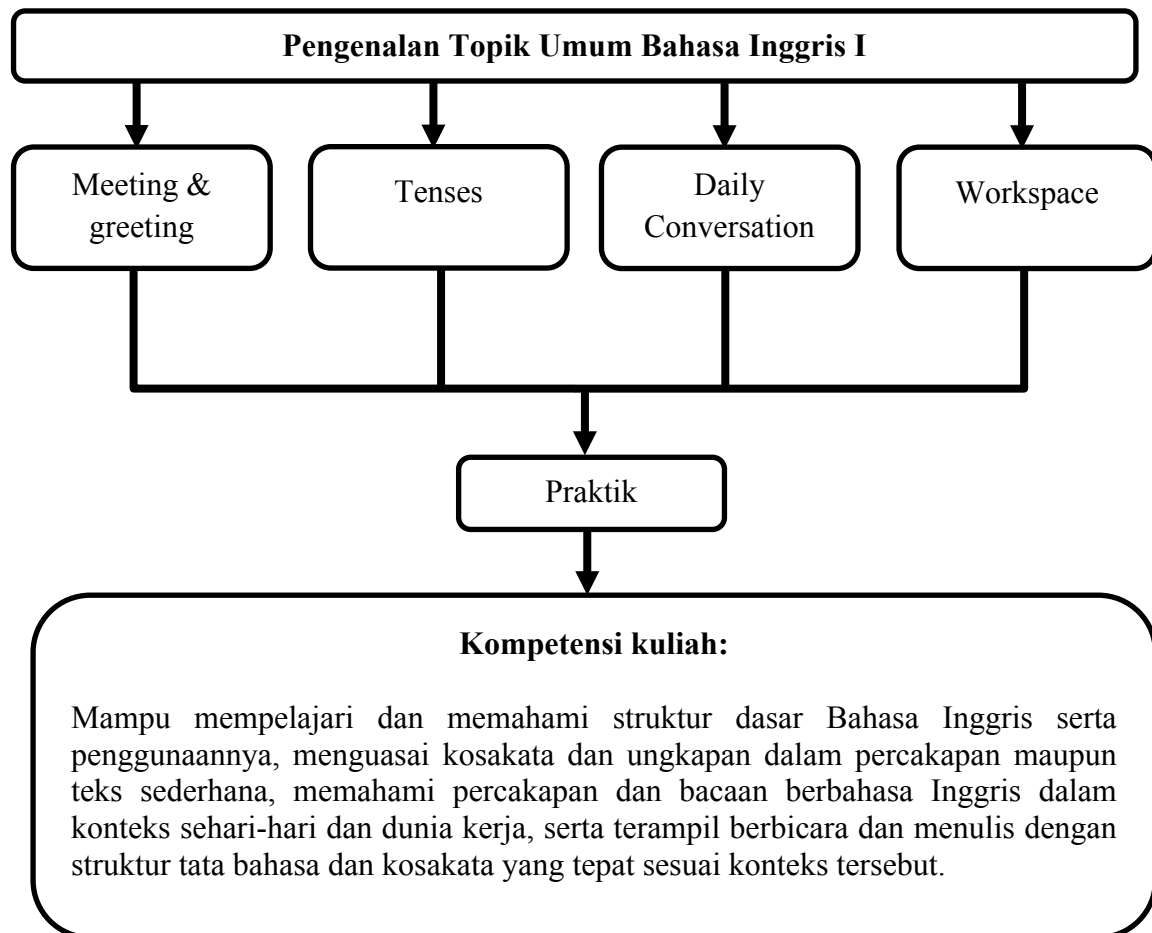 Pengenalan Topik Umum Bahasa Inggris I
Meeting &
greeting
Tenses
Daily
Conversation
Workspace
Praktik
Kompetensi kuliah:
Mampu mempelajari dan memahami struktur dasar Bahasa Inggris serta
penggunaannya, menguasai kosakata dan ungkapan dalam percakapan maupun
teks sederhana, memahami percakapan dan bacaan berbahasa Inggris dalam
konteks sehari-hari dan dunia kerja, serta terampil berbicara dan menulis dengan
struktur tata bahasa dan kosakata yang tepat sesuai konteks tersebut.